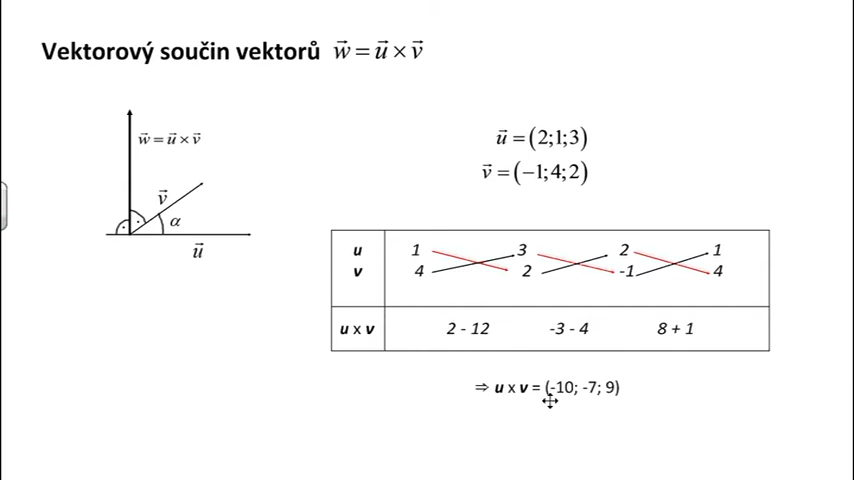 Vektorový součin vektorů w⃗ = u⃗ × v⃗
w⃗ = u⃗ × v⃗
v⃗
α
u⃗
u⃗ = (2;1;3)
v⃗ = (−1;4;2)
u 1 3 2 1
v 4 2 -1 4
u x v 2 - 12 -3 - 4 8 + 1
⇒ u x v = (-10; -7; 9)